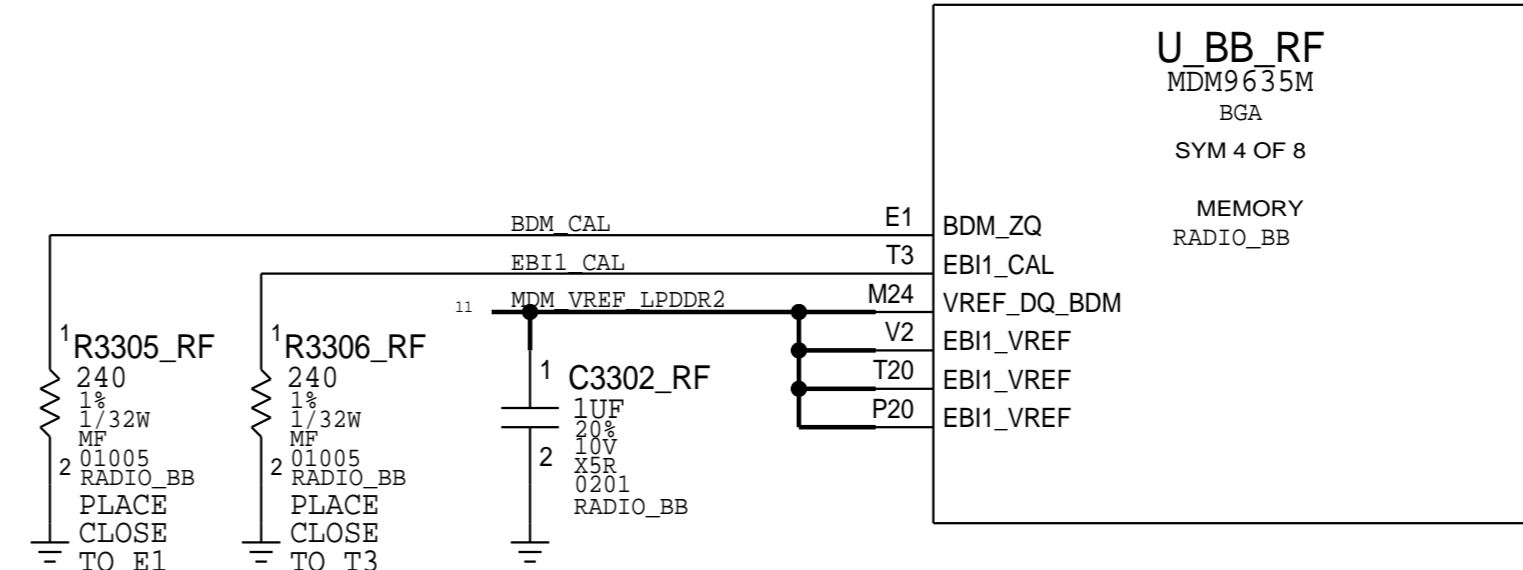 U_BB_RF
MDM9635M
BGA
SYM 4 OF 8
MEMORY
RADIO_BB
BDM_CAL
E1
BDM_ZQ
EBI1_CAL
T3
EBI1_CAL
11
MDM_VREF_LPDDR2
M24
VREF_DQ_BDM
V2
EBI1_VREF
T20
EBI1_VREF
P20
EBI1_VREF
1
R3305_RF
240
1%
1/32W
MF
2
01005
RADIO_BB
PLACE
CLOSE
TO E1
1
R3306_RF
240
1%
1/32W
MF
2
01005
RADIO_BB
PLACE
CLOSE
TO T3
1
C3302_RF
1UF
20%
10V
2
X5R
0201
RADIO_BB